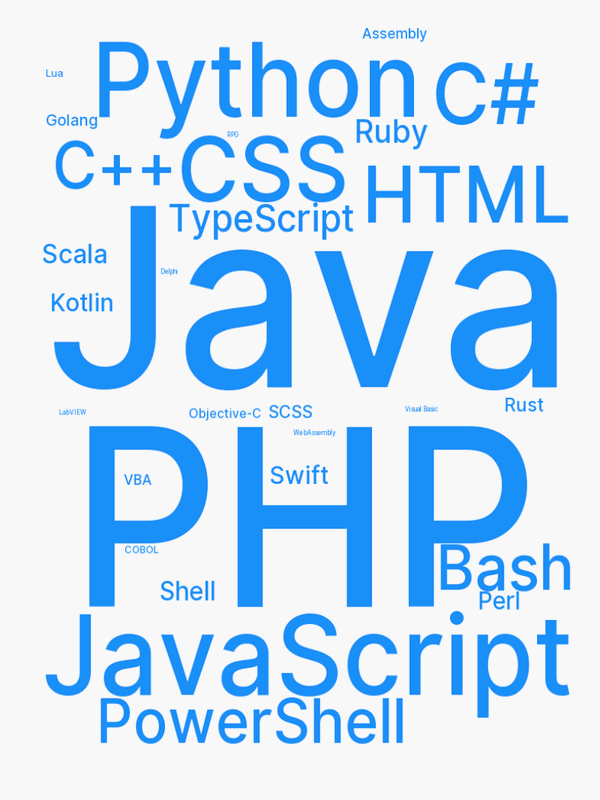 Assembly
Python
Lua
C#
Golang
Ruby
RPG
C++
CSS
HTML
TypeScript
Scala
Java
Delphi
Kotlin
Rust
LabVIEW
Objective-C
SCSS
Visual Basic
WebAssembly
PHP
Swift
VBA
COBOL
Bash
Shell
Perl
JavaScript
PowerShell